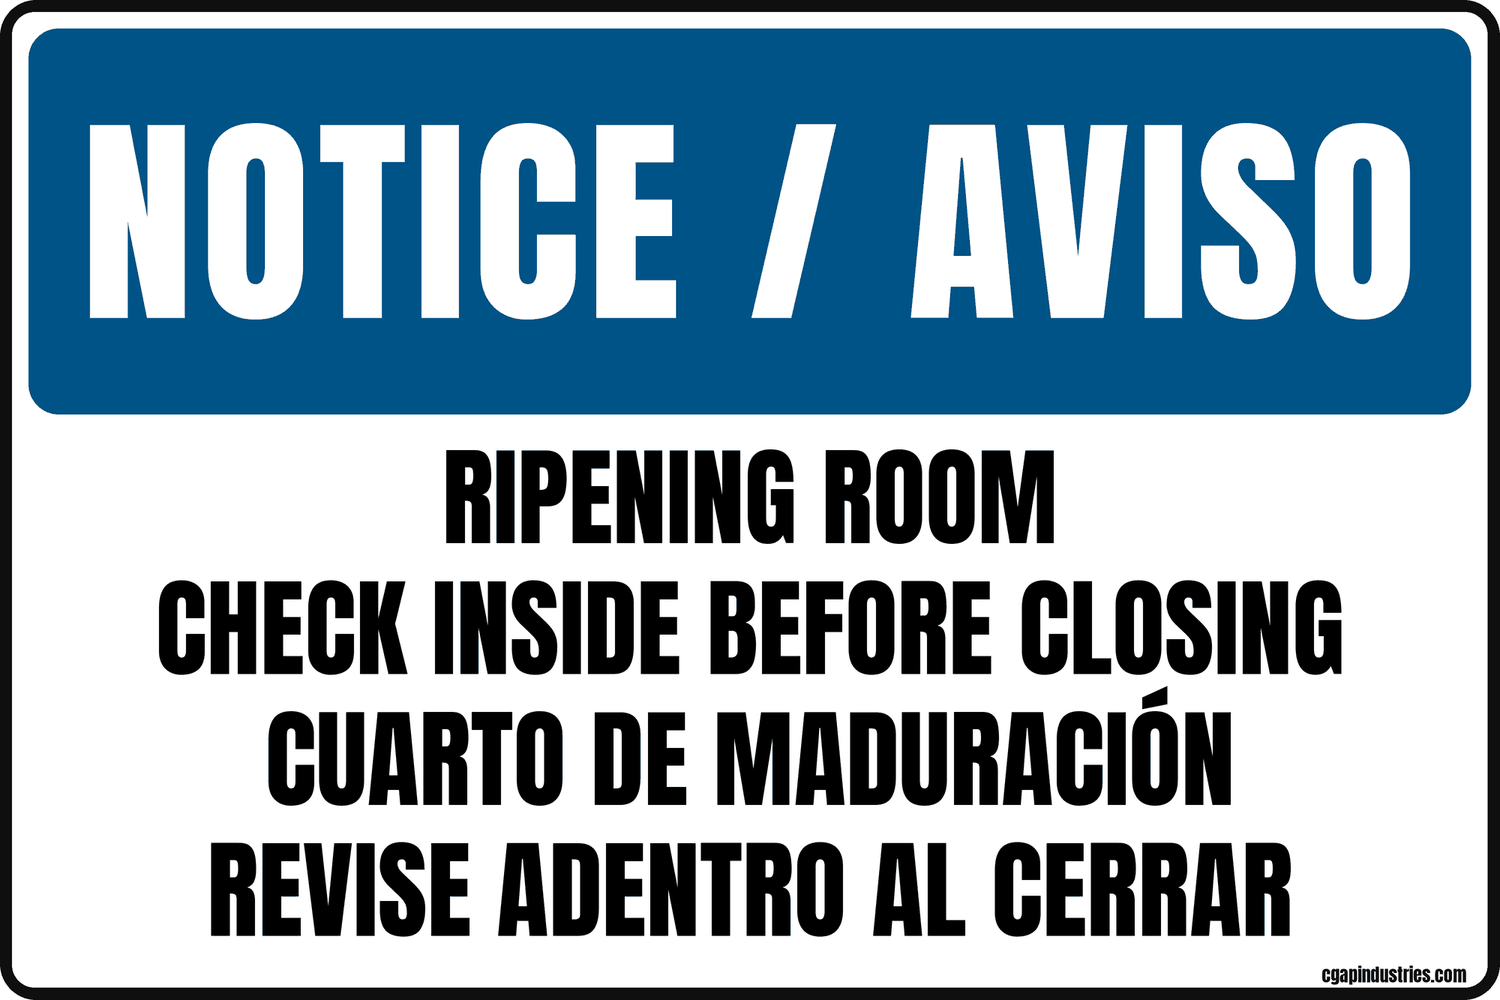 NOTICE / AVISO
RIPENING ROOM
CHECK INSIDE BEFORE CLOSING
CUARTO DE MADURACIÓN
REVISE ADENTRO AL CERRAR
cgapindustries.com